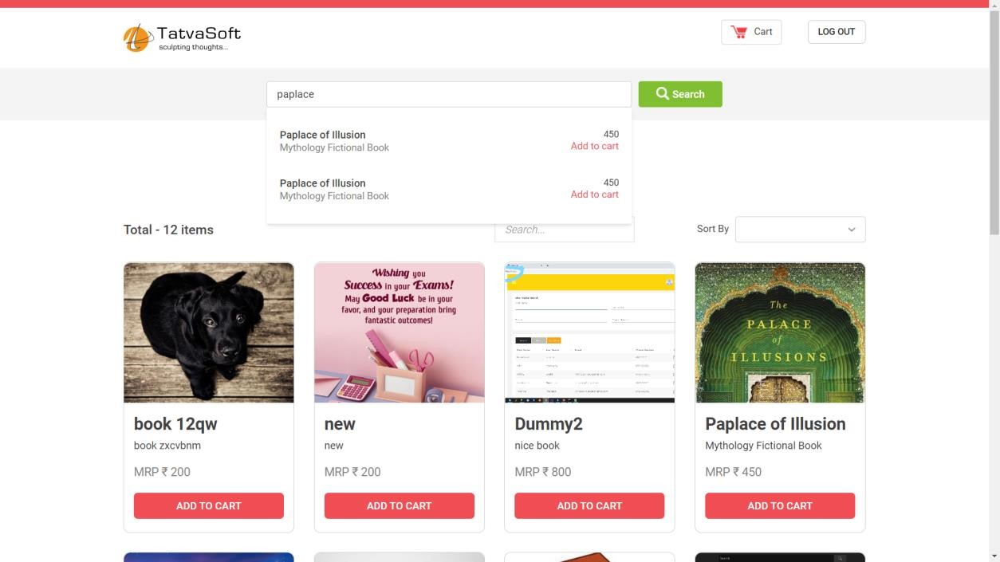 TatvaSoft
sculpting thoughts...
Cart
LOG OUT
paplace
Search
Paplace of Illusion
450
Mythology Fictional Book
Add to cart
Paplace of Illusion
450
Mythology Fictional Book
Add to cart
Total - 12 items
Search...
Sort By
Wishing you
Success in your Exams!
May Good Luck be in your
favor, and your preparation bring
fantastic outcomes!
The
PALACE
of
ILLUSIONS
book 12qw
new
Dummy2
Paplace of Illusion
book zxcvbnm
new
nice book
Mythology Fictional Book
MRP ₹ 200
MRP ₹ 200
MRP ₹ 800
MRP ₹ 450
ADD TO CART
ADD TO CART
ADD TO CART
ADD TO CART